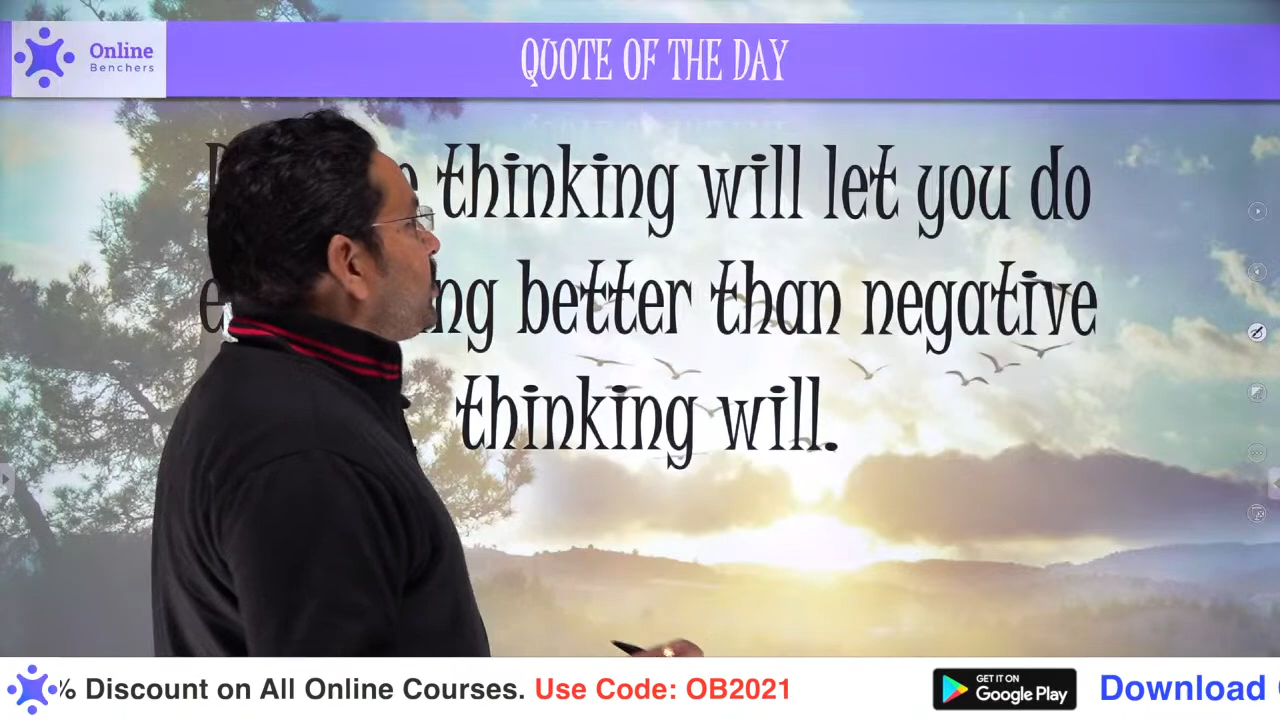 Online
Benchers
QUOTE OF THE DAY
thinking will let you do
better than negative
thinking will.
% Discount on All Online Courses. Use Code: OB2021
GET IT ON
Google Play
Download